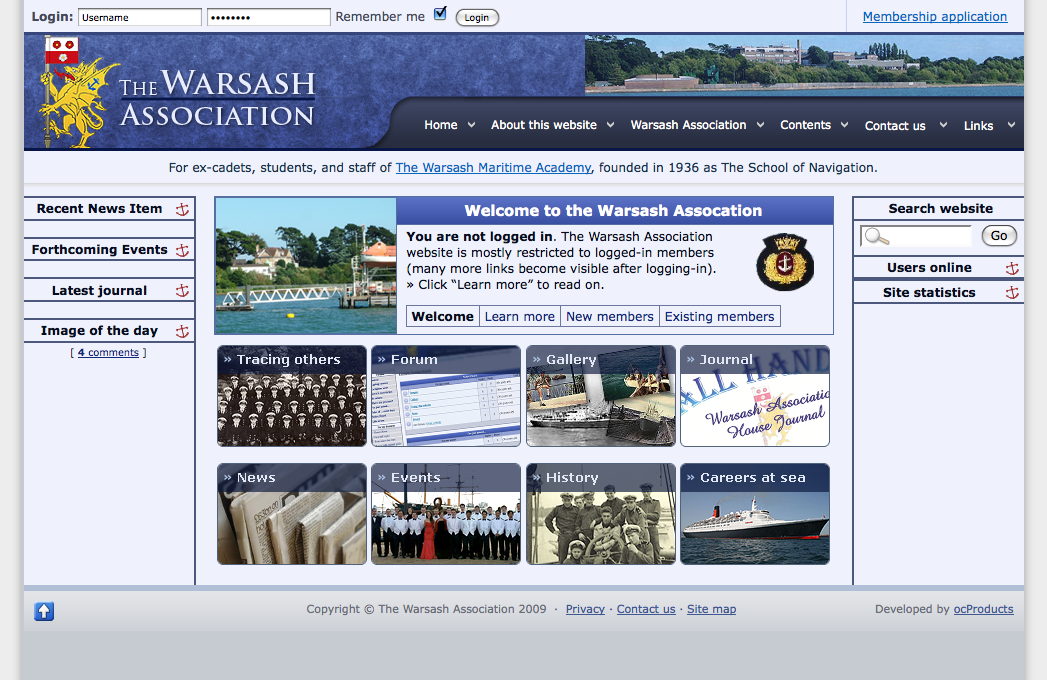 Login: Username •••••••• Remember me Login
Membership application
THE WARSASH
ASSOCIATION
Home About this website Warsash Association Contents Contact us Links
For ex-cadets, students, and staff of The Warsash Maritime Academy, founded in 1936 as The School of Navigation.
Recent News Item
Forthcoming Events
Latest journal
Image of the day
[ 4 comments ]
Welcome to the Warsash Assocation
You are not logged in. The Warsash Association
website is mostly restricted to logged-in members
(many more links become visible after logging-in).
» Click “Learn more” to read on.
Welcome Learn more New members Existing members
Search website
Go
Users online
Site statistics
» Tracing others
» Forum
» Gallery
» Journal
ALL HAND
Warsash Associatio
House Journal
» News
» Events
» History
» Careers at sea
Copyright © The Warsash Association 2009 · Privacy · Contact us · Site map
Developed by ocProducts